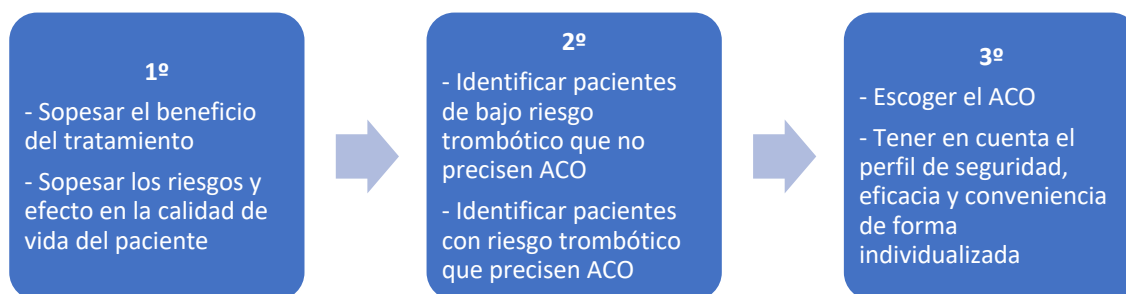 1º
- Sopesar el beneficio
del tratamiento
- Sopesar los riesgos y
efecto en la calidad de
vida del paciente
2º
- Identificar pacientes
de bajo riesgo
trombótico que no
precisen ACO
- Identificar pacientes
con riesgo trombótico
que precisen ACO
3º
- Escoger el ACO
- Tener en cuenta el
perfil de seguridad,
eficacia y conveniencia
de forma
individualizada